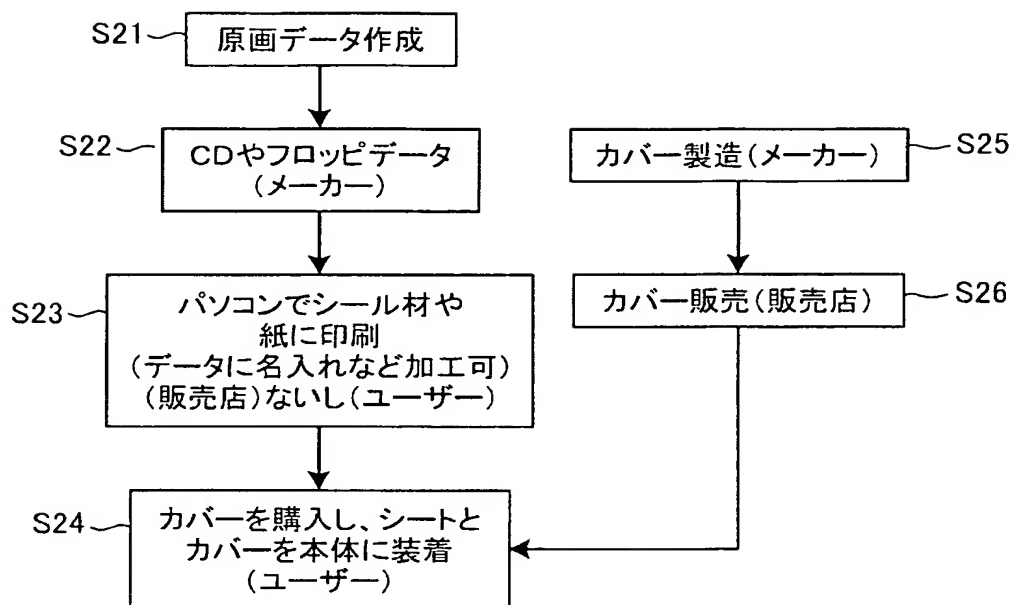 S21
原画データ作成
S22
CDやフロッピデータ
(メーカー)
S25
カバー製造(メーカー)
S23
パソコンでシール材や
紙に印刷
(データに名入れなど加工可)
(販売店)ないし(ユーザー)
S26
カバー販売(販売店)
S24
カバーを購入し、シートと
カバーを本体に装着
(ユーザー)